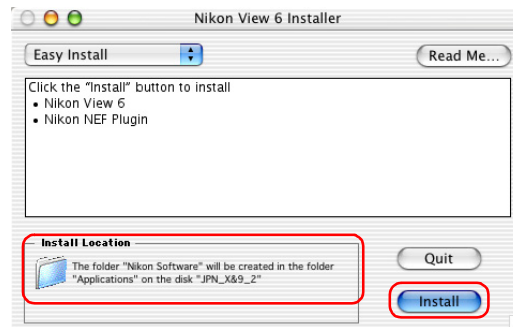 Nikon View 6 Installer
Easy Install
Read Me...
Click the “Install” button to install
• Nikon View 6
• Nikon NEF Plugin
Install Location
The folder "Nikon Software" will be created in the folder
"Applications" on the disk "JPN_X&9_2"
Quit
Install